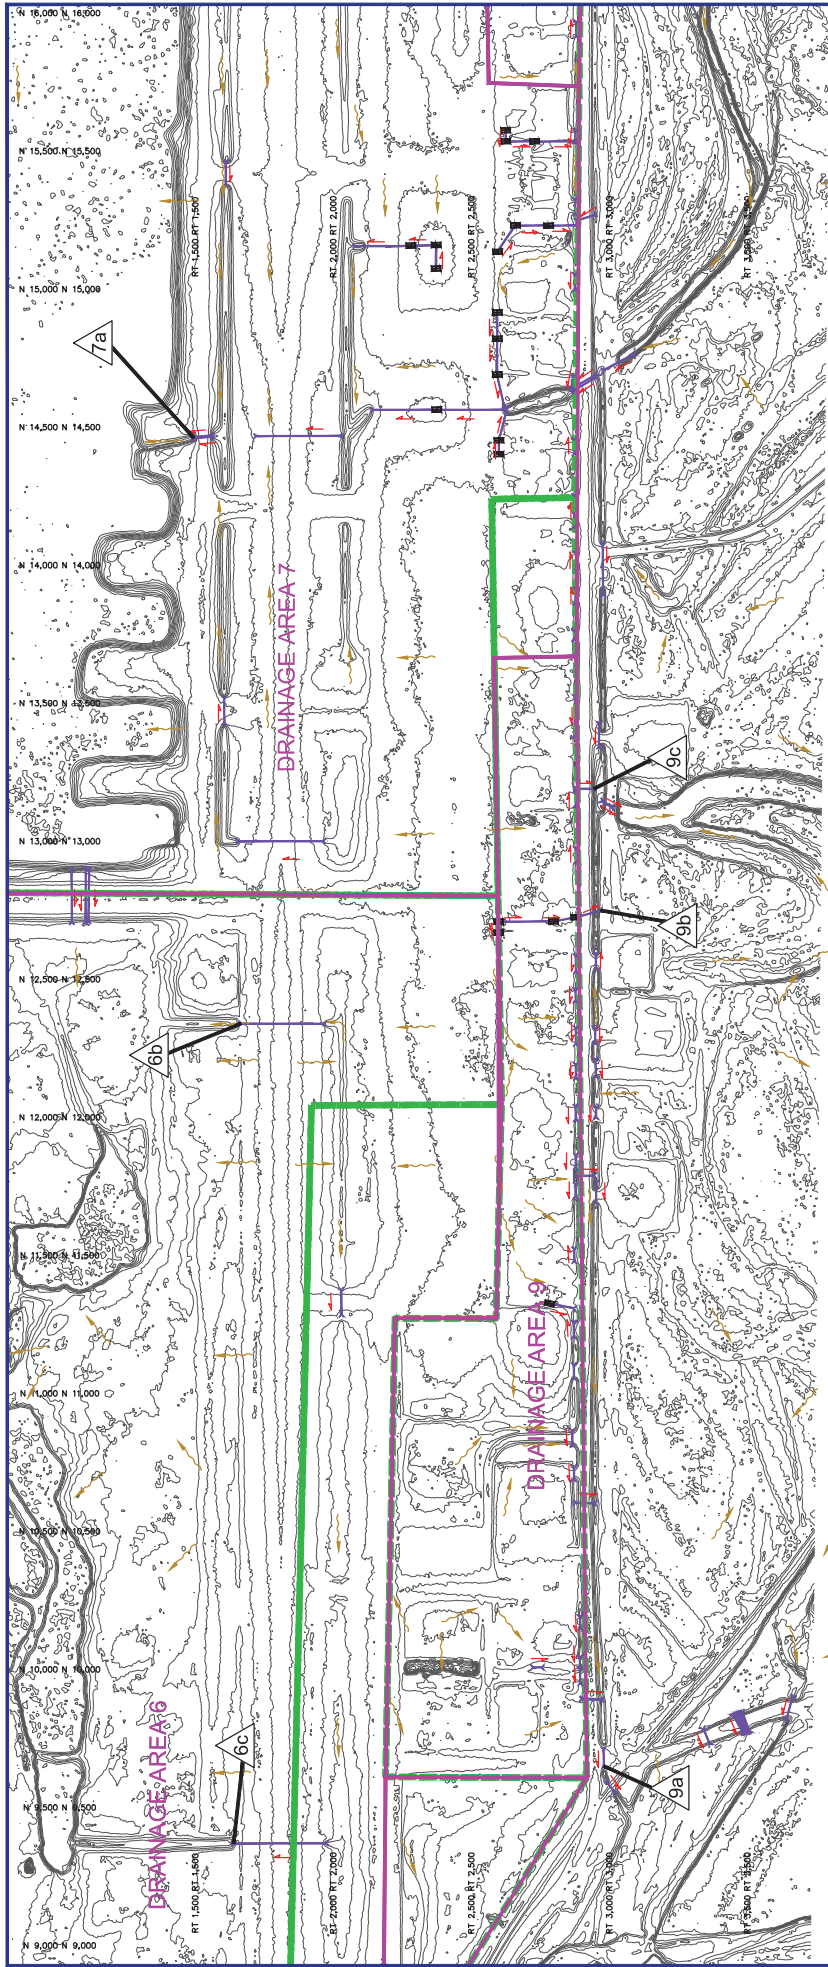 N 16,000 N 16,000
N 15,500 N 15,500
RT 1,500 RT 1,500
RT 2,000 RT 2,000
RT 2,500 RT 2,500
RT 3,000 RT 3,000
N 15,000 N 15,000
7a
N 14,500 N 14,500
N 14,000 N 14,000
DRAINAGE AREA 7
N 13,500 N 13,500
9c
N 13,000 N 13,000
9b
N 12,500 N 12,500
6b
N 12,000 N 12,000
N 11,500 N 11,500
DRAINAGE AREA 9
N 11,000 N 11,000
N 10,500 N 10,500
N 10,000 N 10,000
DRAINAGE AREA 6
6c
9a
N 9,500 N 9,500
RT 1,500 RT 1,500
RT 2,000 RT 2,000
RT 2,500 RT 2,500
RT 3,000 RT 3,000
RT 3,500 RT 3,500
N 9,000 N 9,000